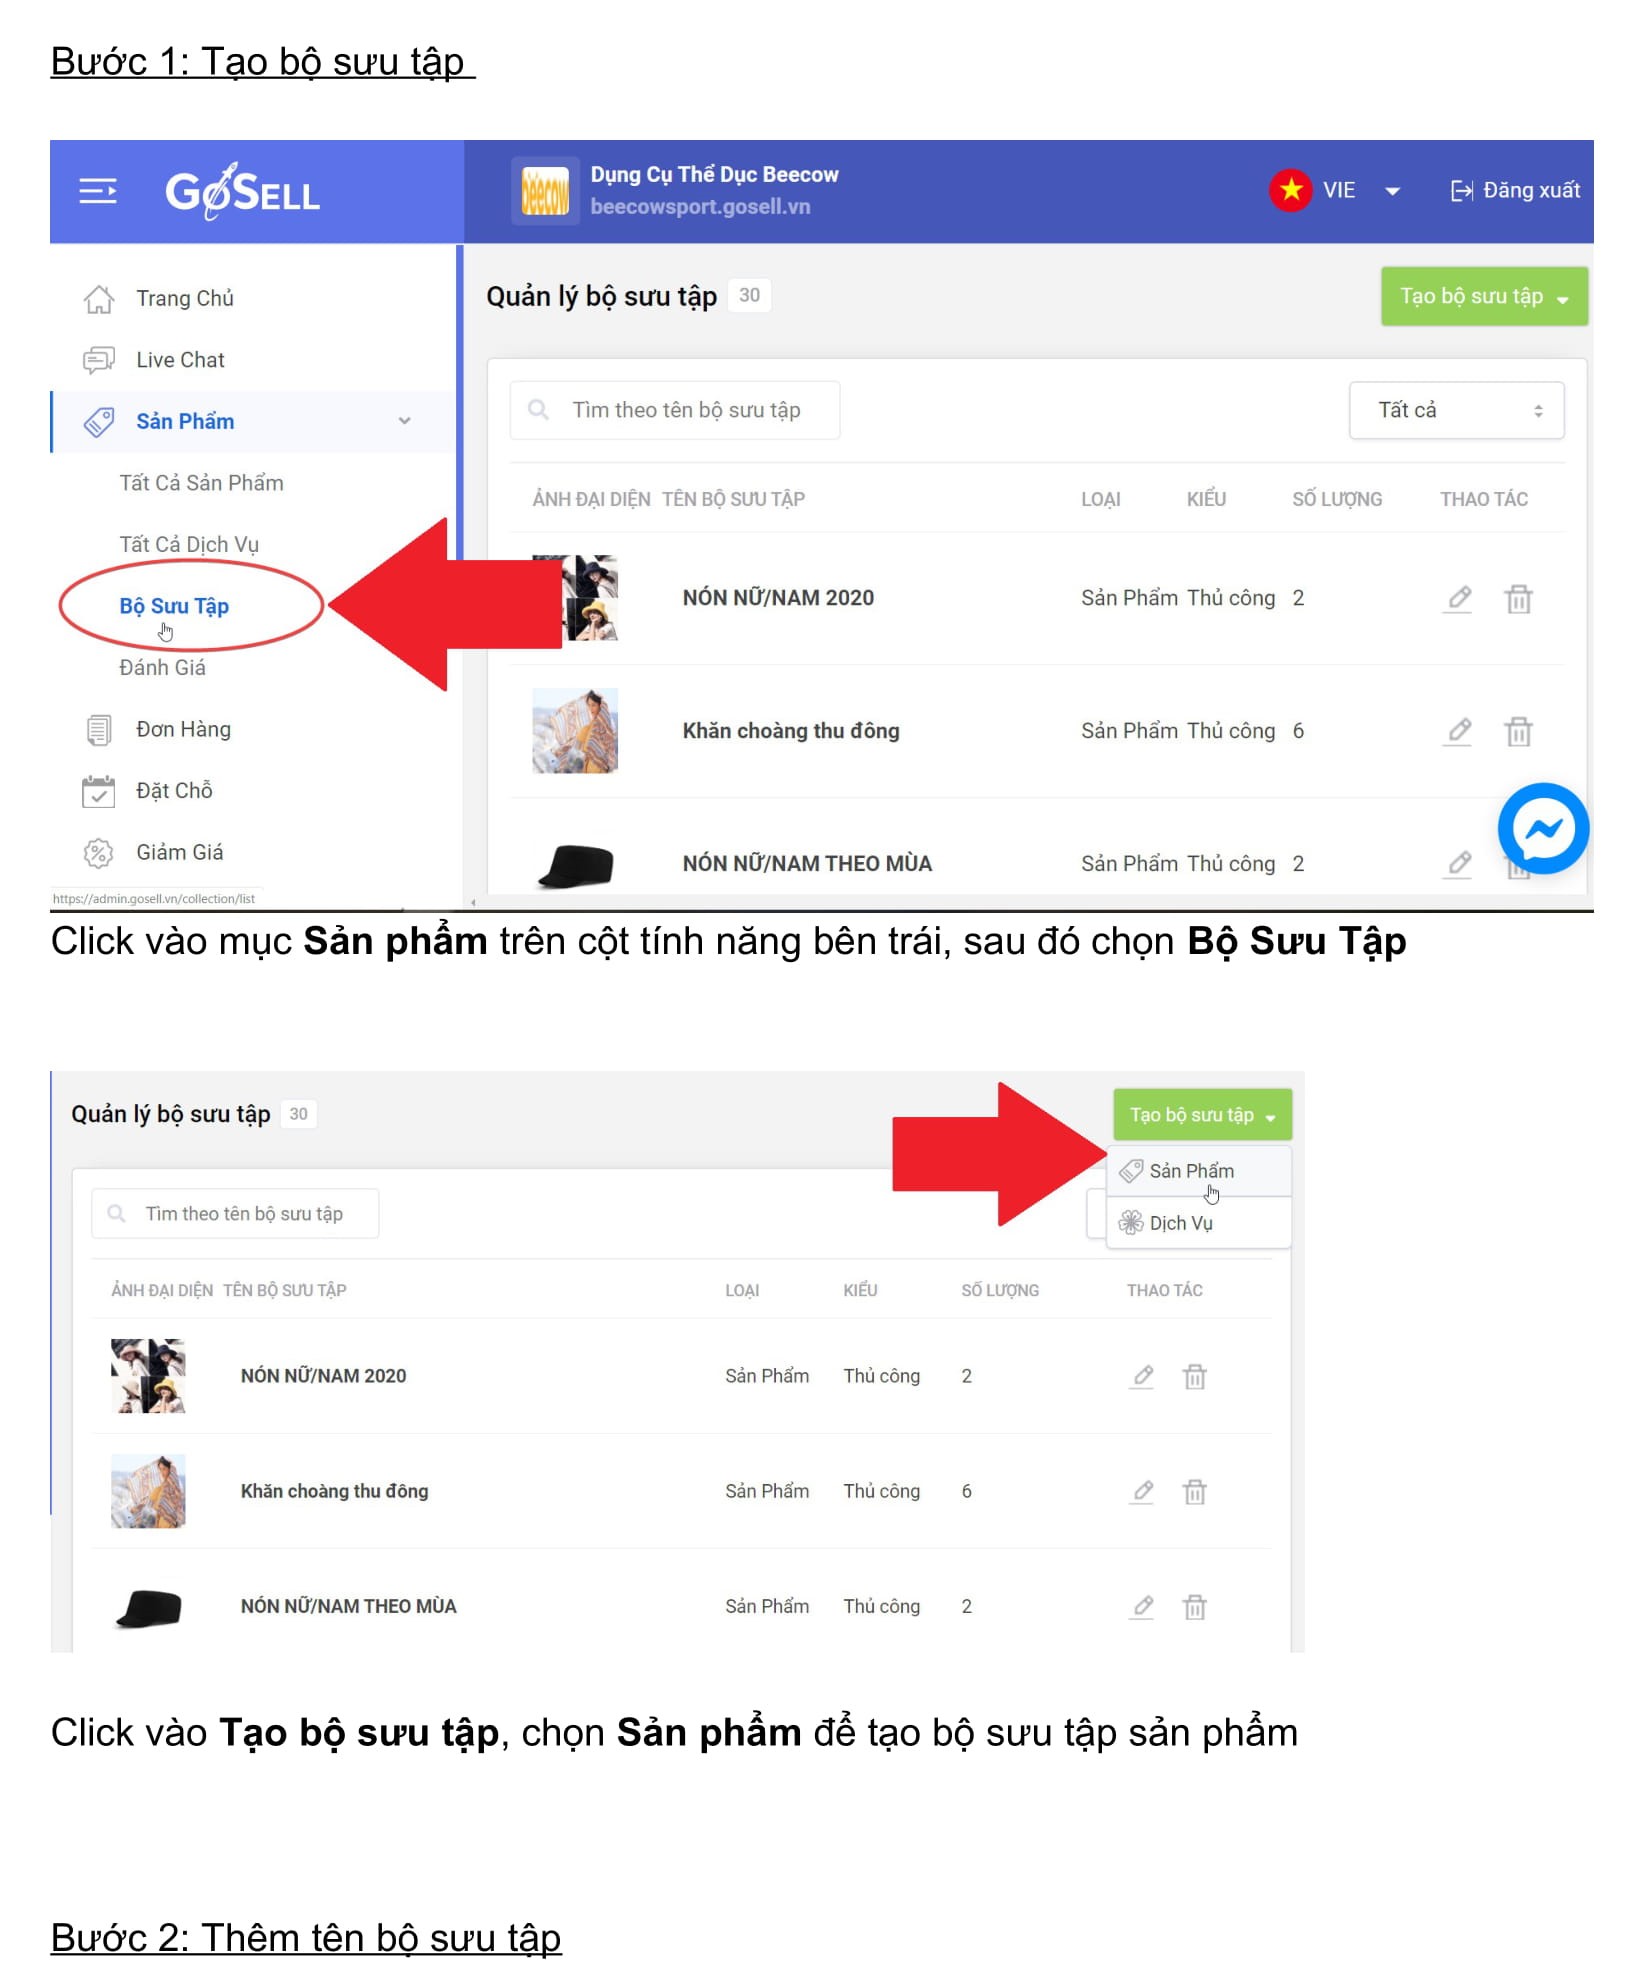 Bước 1: Tạo bộ sưu tập
GoSELL
Dụng Cụ Thể Dục Beecow
beecow
beecowsport.gosell.vn
VIE
Đăng xuất
Trang Chủ
Live Chat
Sản Phẩm
Tất Cả Sản Phẩm
Tất Cả Dịch Vụ
Bộ Sưu Tập
Đánh Giá
Đơn Hàng
Đặt Chỗ
Giảm Giá
https://admin.gosell.vn/collection/list
Quản lý bộ sưu tập 30
Tạo bộ sưu tập
Tìm theo tên bộ sưu tập
Tất cả
ẢNH ĐẠI DIỆN TÊN BỘ SƯU TẬP LOẠI KIỂU SỐ LƯỢNG THAO TÁC
NÓN NỮ/NAM 2020 Sản Phẩm Thủ công 2
Khăn choàng thu đông Sản Phẩm Thủ công 6
NÓN NỮ/NAM THEO MÙA Sản Phẩm Thủ công 2
Click vào mục Sản phẩm trên cột tính năng bên trái, sau đó chọn Bộ Sưu Tập
Quản lý bộ sưu tập 30
Tạo bộ sưu tập
Sản Phẩm
Dịch Vụ
Tìm theo tên bộ sưu tập
ẢNH ĐẠI DIỆN TÊN BỘ SƯU TẬP LOẠI KIỂU SỐ LƯỢNG THAO TÁC
NÓN NỮ/NAM 2020 Sản Phẩm Thủ công 2
Khăn choàng thu đông Sản Phẩm Thủ công 6
NÓN NỮ/NAM THEO MÙA Sản Phẩm Thủ công 2
Click vào Tạo bộ sưu tập, chọn Sản phẩm để tạo bộ sưu tập sản phẩm
Bước 2: Thêm tên bộ sưu tập